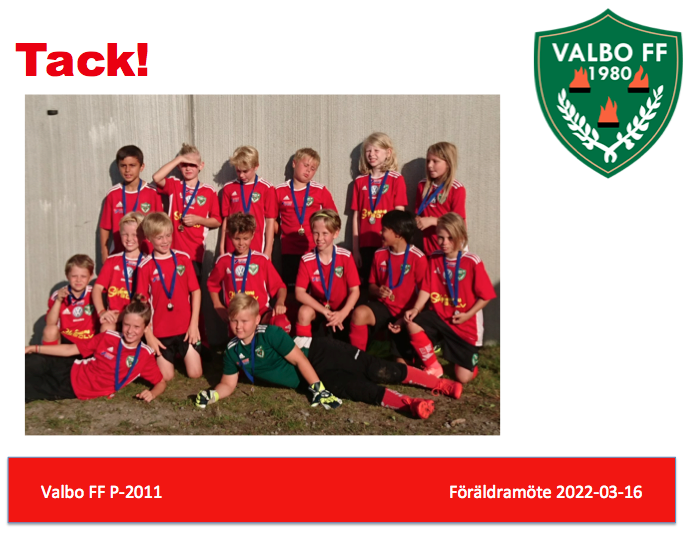 Tack!
VALBO FF
1980
Valbo FF P-2011
Föräldramöte 2022-03-16